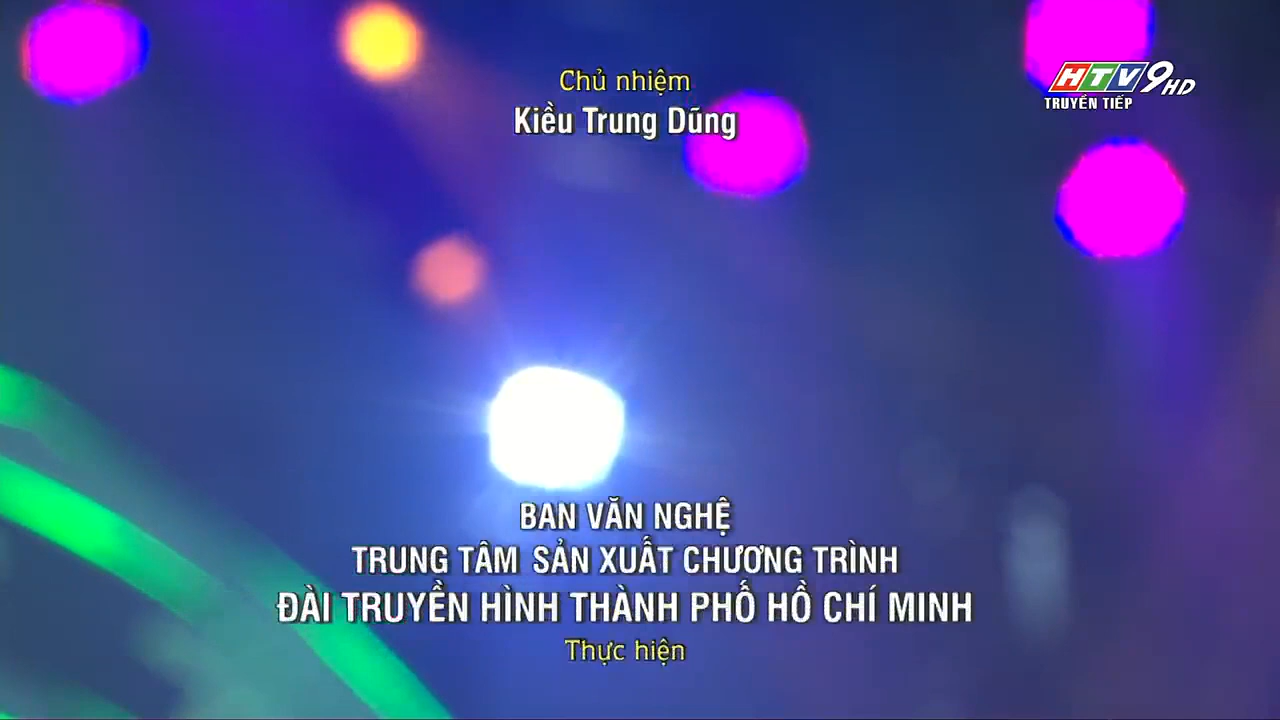 Chủ nhiệm
Kiều Trung Dũng
HTV9HD
TRUYỀN TIẾP
BAN VĂN NGHỆ
TRUNG TÂM SẢN XUẤT CHƯƠNG TRÌNH
ĐÀI TRUYỀN HÌNH THÀNH PHỐ HỒ CHÍ MINH
Thực hiện